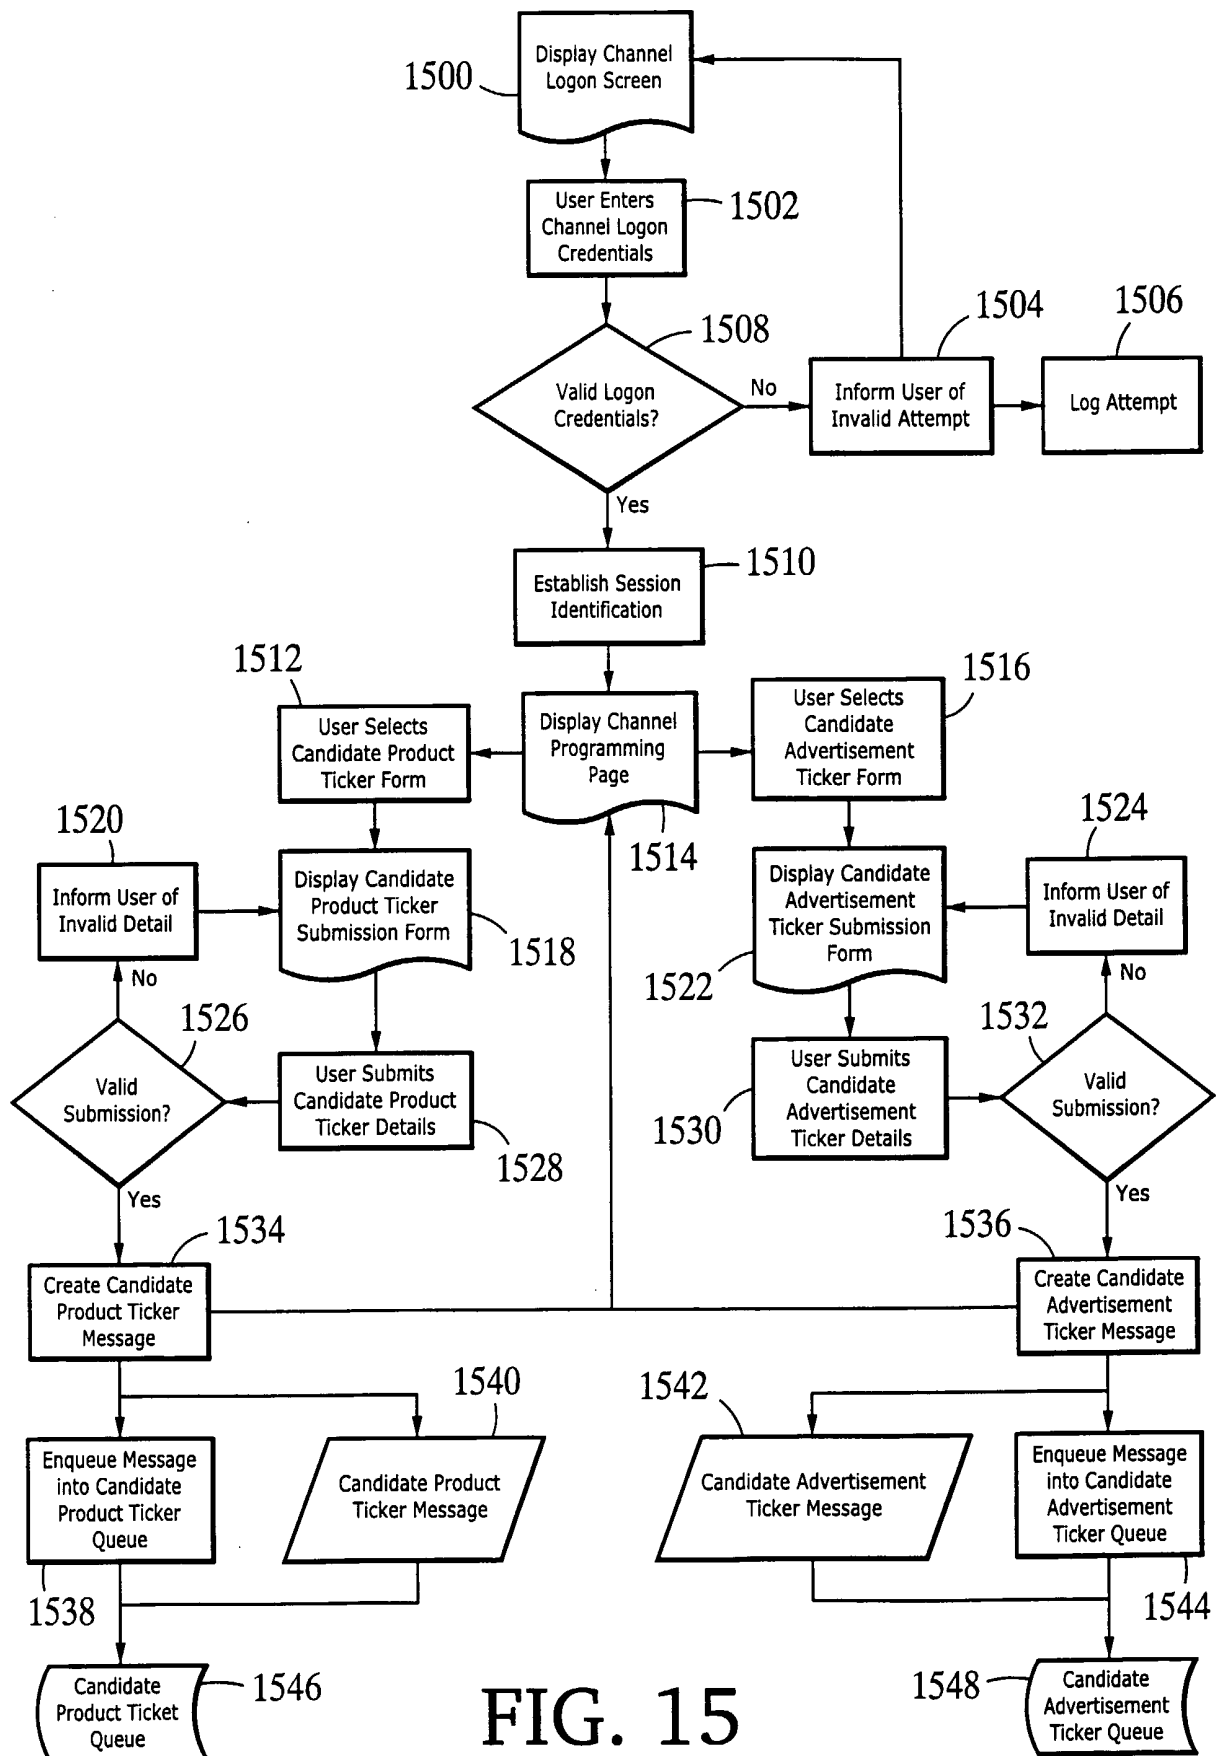 Display Channel
Logon Screen
1500
User Enters
Channel Logon
Credentials
1502
Valid Logon
Credentials?
1508
No
Inform User of
Invalid Attempt
1504
Log Attempt
1506
Yes
Establish Session
Identification
1510
1512
User Selects
Candidate Product
Ticker Form
Display Channel
Programming
Page
1514
User Selects
Candidate
Advertisement
Ticker Form
1516
1520
Inform User of
Invalid Detail
Display Candidate
Product Ticker
Submission Form
1518
Display Candidate
Advertisement
Ticker Submission
Form
1522
1524
Inform User of
Invalid Detail
No
No
1526
Valid
Submission?
User Submits
Candidate Product
Ticker Details
1528
User Submits
Candidate
Advertisement
Ticker Details
1530
1532
Valid
Submission?
Yes
Yes
1534
Create Candidate
Product Ticker
Message
1536
Create Candidate
Advertisement
Ticker Message
Enqueue Message
into Candidate
Product Ticker
Queue
1538
1540
Candidate Product
Ticker Message
1542
Candidate Advertisement
Ticker Message
Enqueue Message
into Candidate
Advertisement
Ticker Queue
1544
Candidate
Product Ticket
Queue
1546
FIG. 15
1548
Candidate
Advertisement
Ticker Queue